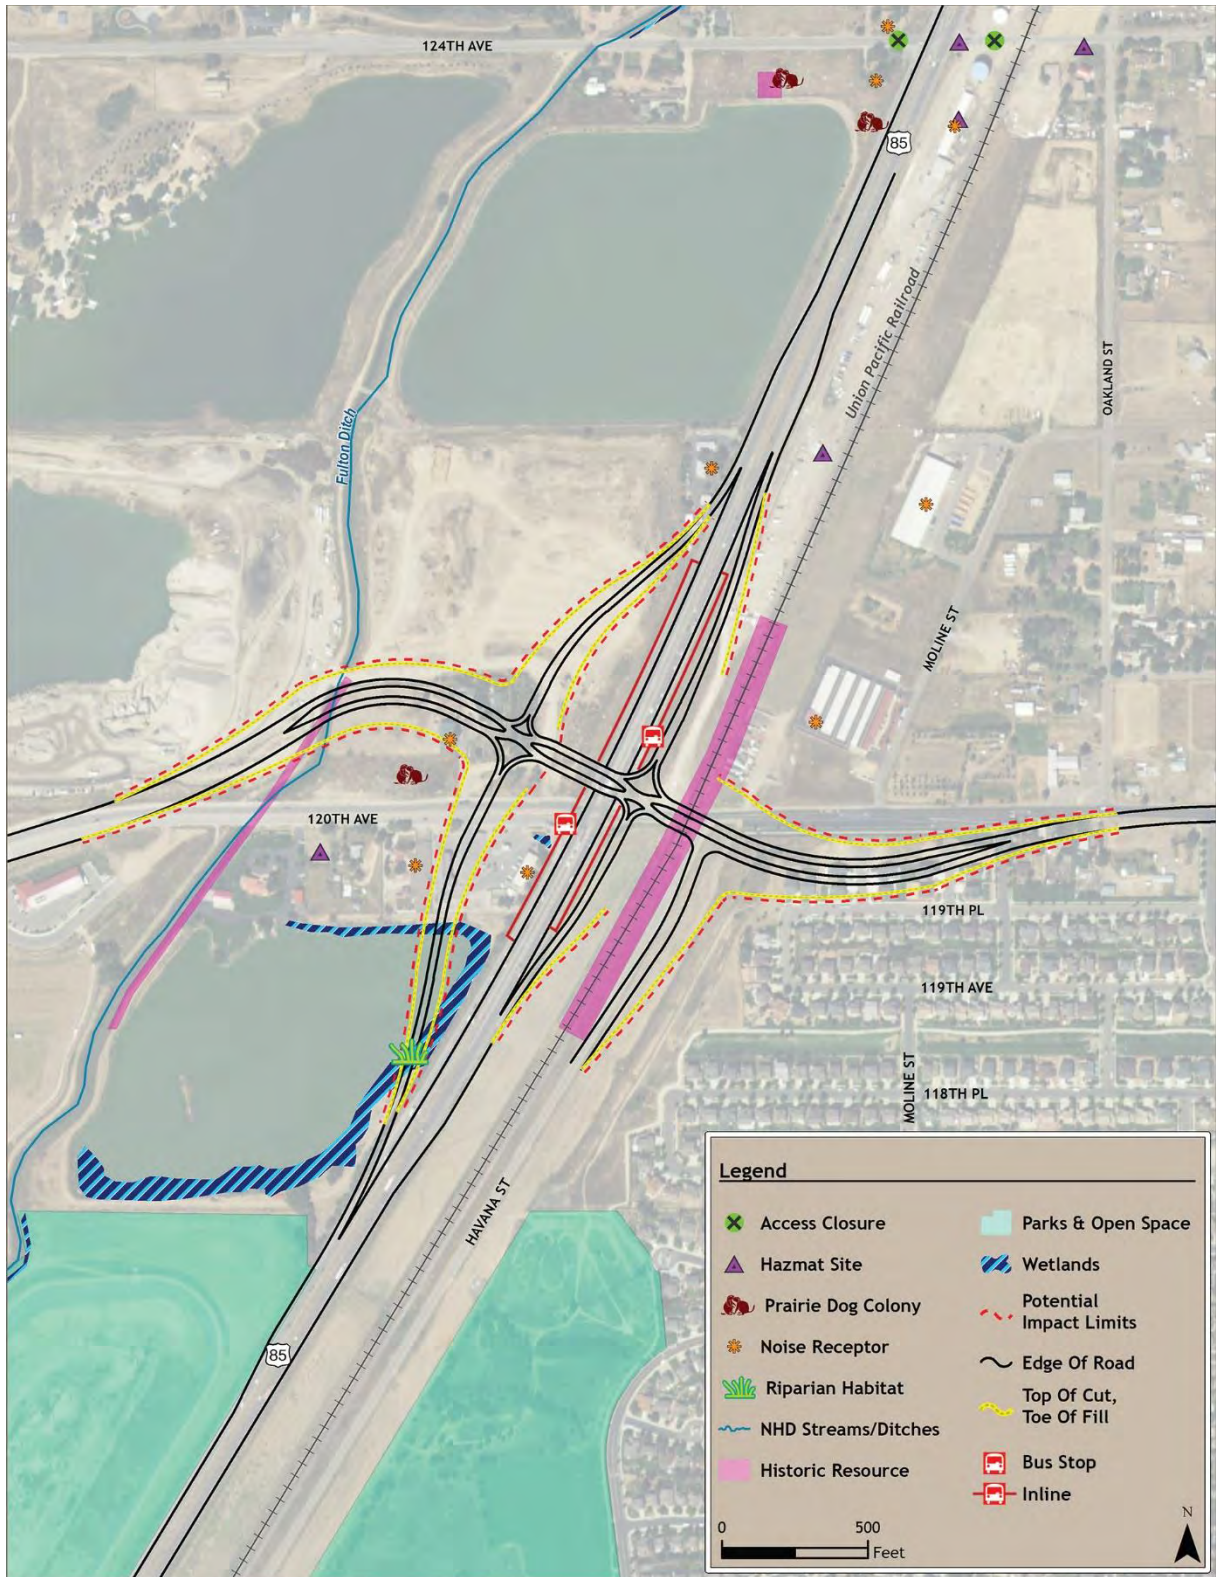 124TH AVE
85
Union Pacific Railroad
OAKLAND ST
Fulton Ditch
MOLINE ST
120TH AVE
119TH PL
119TH AVE
MOLINE ST
118TH PL
HAVANA ST
85
Legend
Access Closure
Hazmat Site
Prairie Dog Colony
Noise Receptor
Riparian Habitat
NHD Streams/Ditches
Historic Resource
Parks & Open Space
Wetlands
Potential
Impact Limits
Edge Of Road
Top Of Cut,
Toe Of Fill
Bus Stop
Inline
0 500
Feet
N